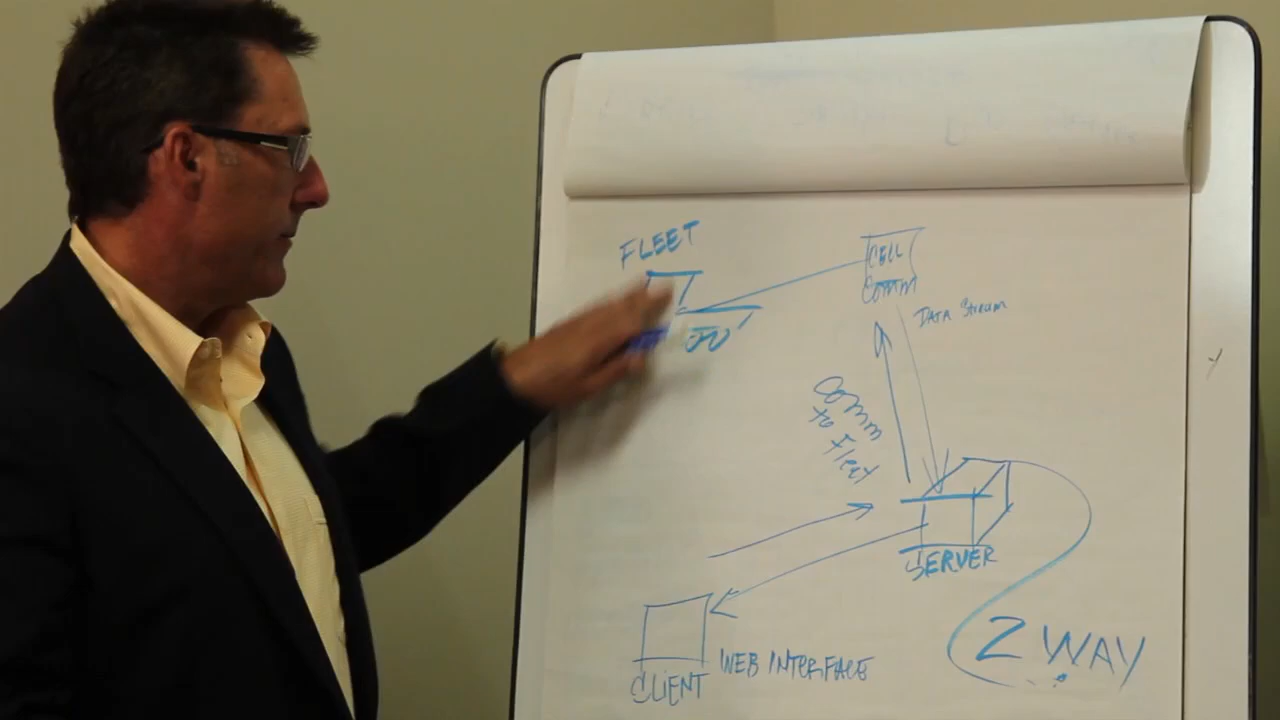 FLEET
CELL
COMM
DATA Stream
Comm
to
Fleet
SERVER
2 WAY
WEB INTERFACE
CLIENT